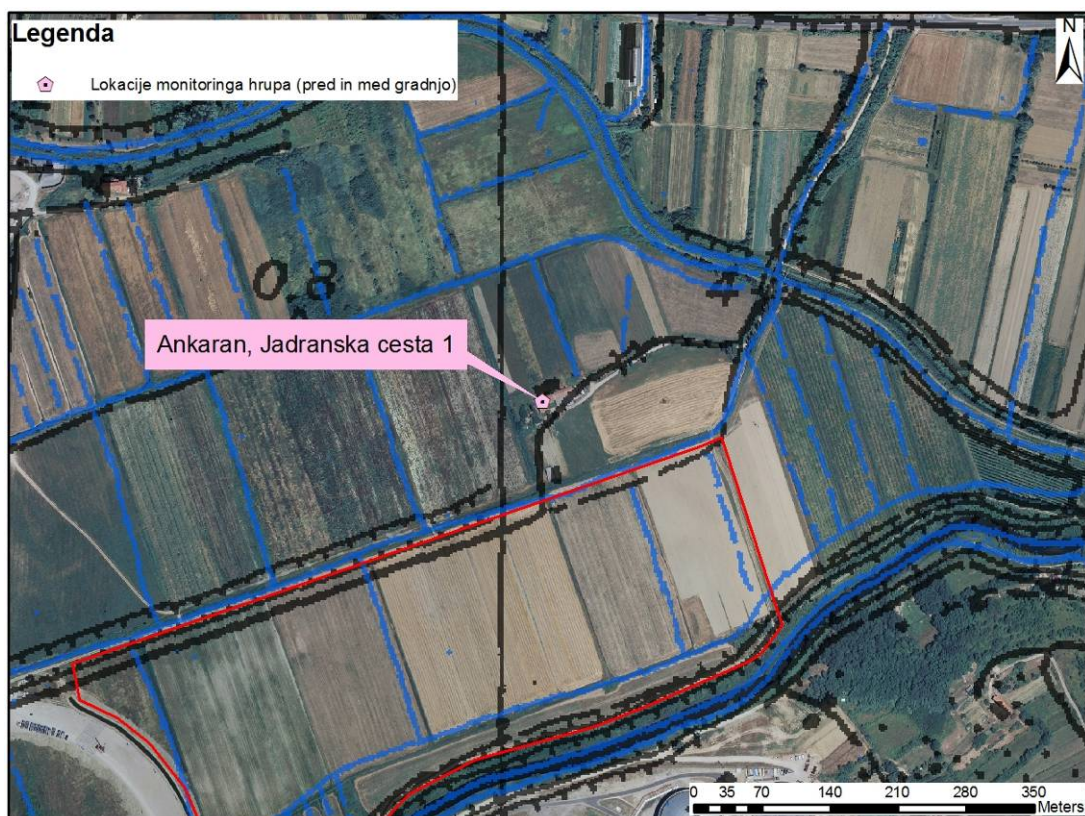 Legenda
Lokacije monitoringa hrupa (pred in med gradnjo)
N
08
Ankaran, Jadranska cesta 1
0 35 70 140 210 280 350
Meters